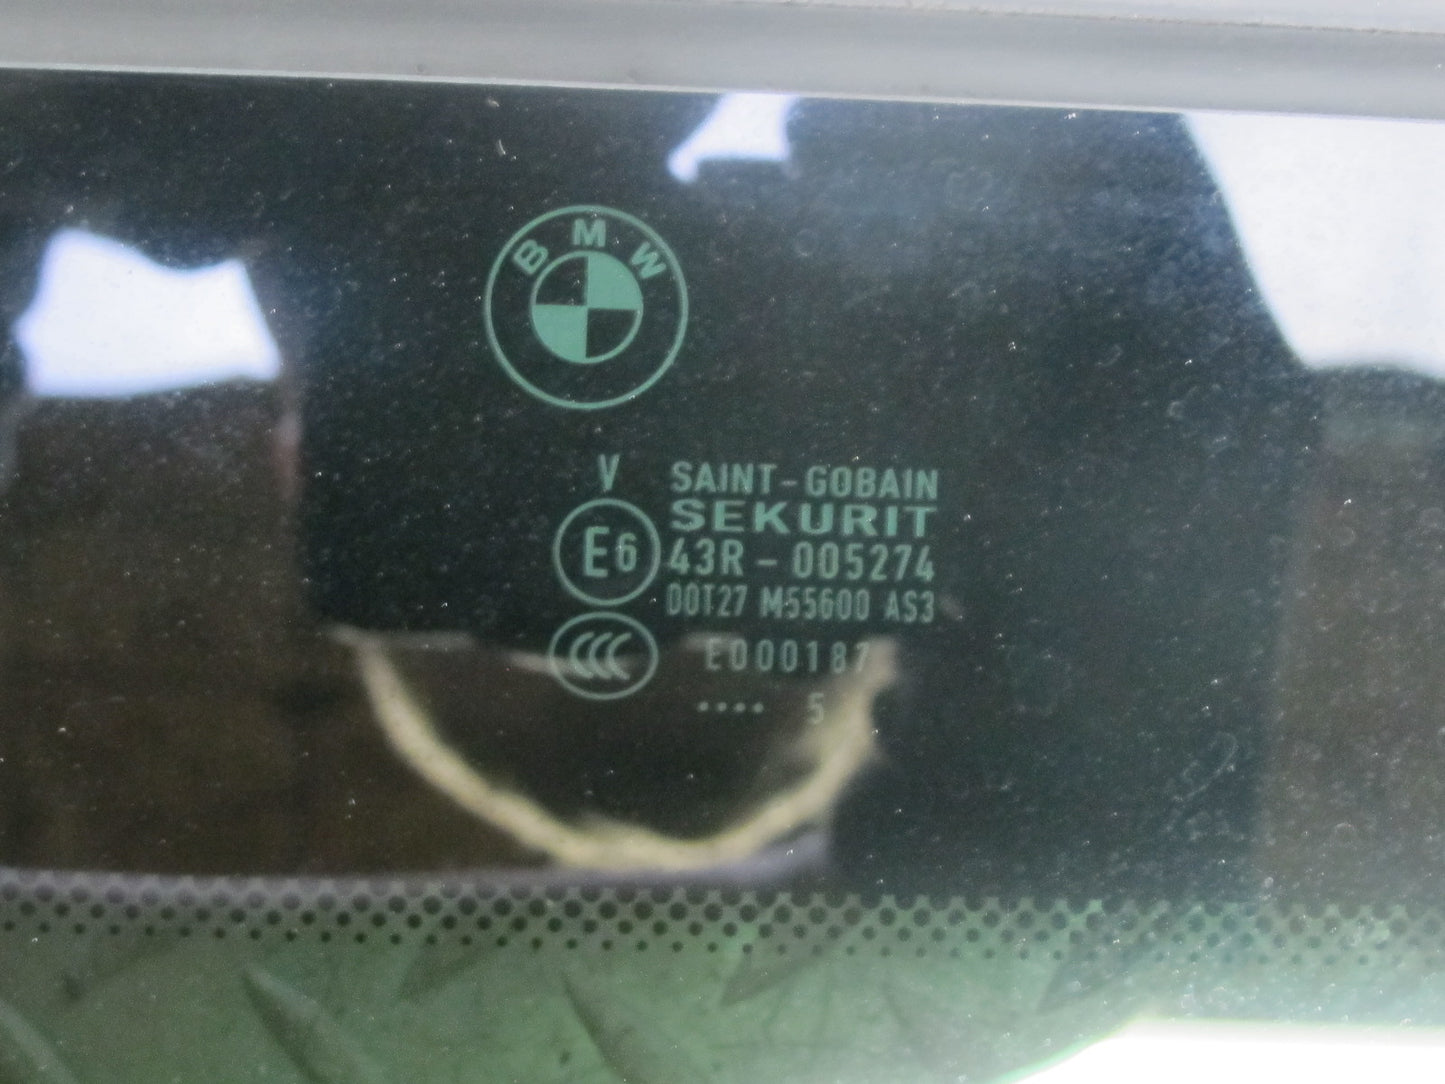 BMW
V SAINT-GOBAIN
SEKURIT
E6 43R-005274
DOT27 M55600 AS3
CCC E000187
.... 5